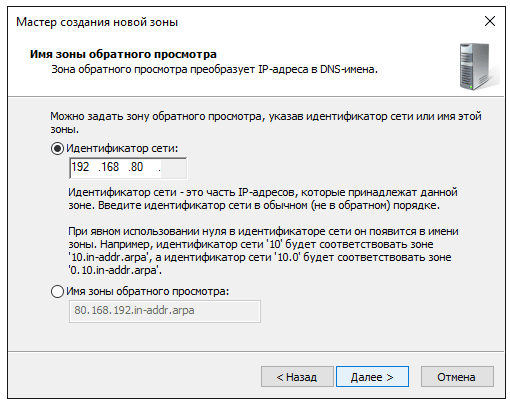 Мастер создания новой зоны
Имя зоны обратного просмотра
Зона обратного просмотра преобразует IP-адреса в DNS-имена.
Можно задать зону обратного просмотра, указав идентификатор сети или имя этой
зоны.
Идентификатор сети:
192 .168 .80 .
Идентификатор сети - это часть IP-адресов, которые принадлежат данной
зоне. Введите идентификатор сети в обычном (не в обратном) порядке.
При явном использовании нуля в идентификаторе сети он появится в имени
зоны. Например, идентификатор сети '10' будет соответствовать зоне
'10.in-addr.arpa', а идентификатор сети '10.0' будет соответствовать зоне
'0.10.in-addr.arpa'.
Имя зоны обратного просмотра:
80.168.192.in-addr.arpa
< Назад Далее > Отмена